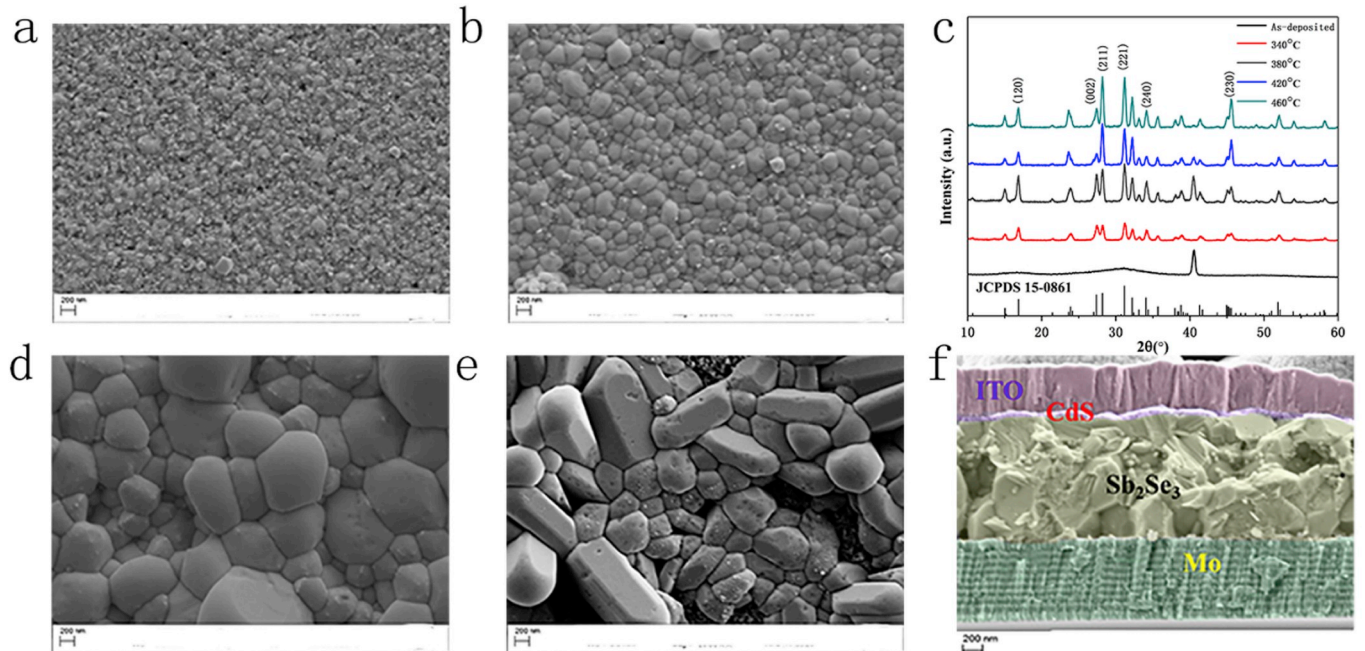 a
200 nm
b
200 nm
c
As-deposited
340°C
380°C
420°C
460°C
(120)
(002)
(211)
(221)
(240)
(230)
Intensity (a.u.)
JCPDS 15-0861
10 20 30 40 50 60
2θ(°)
d
200 nm
e
200 nm
f
ITO
CdS
Sb₂Se₃
Mo
200 nm